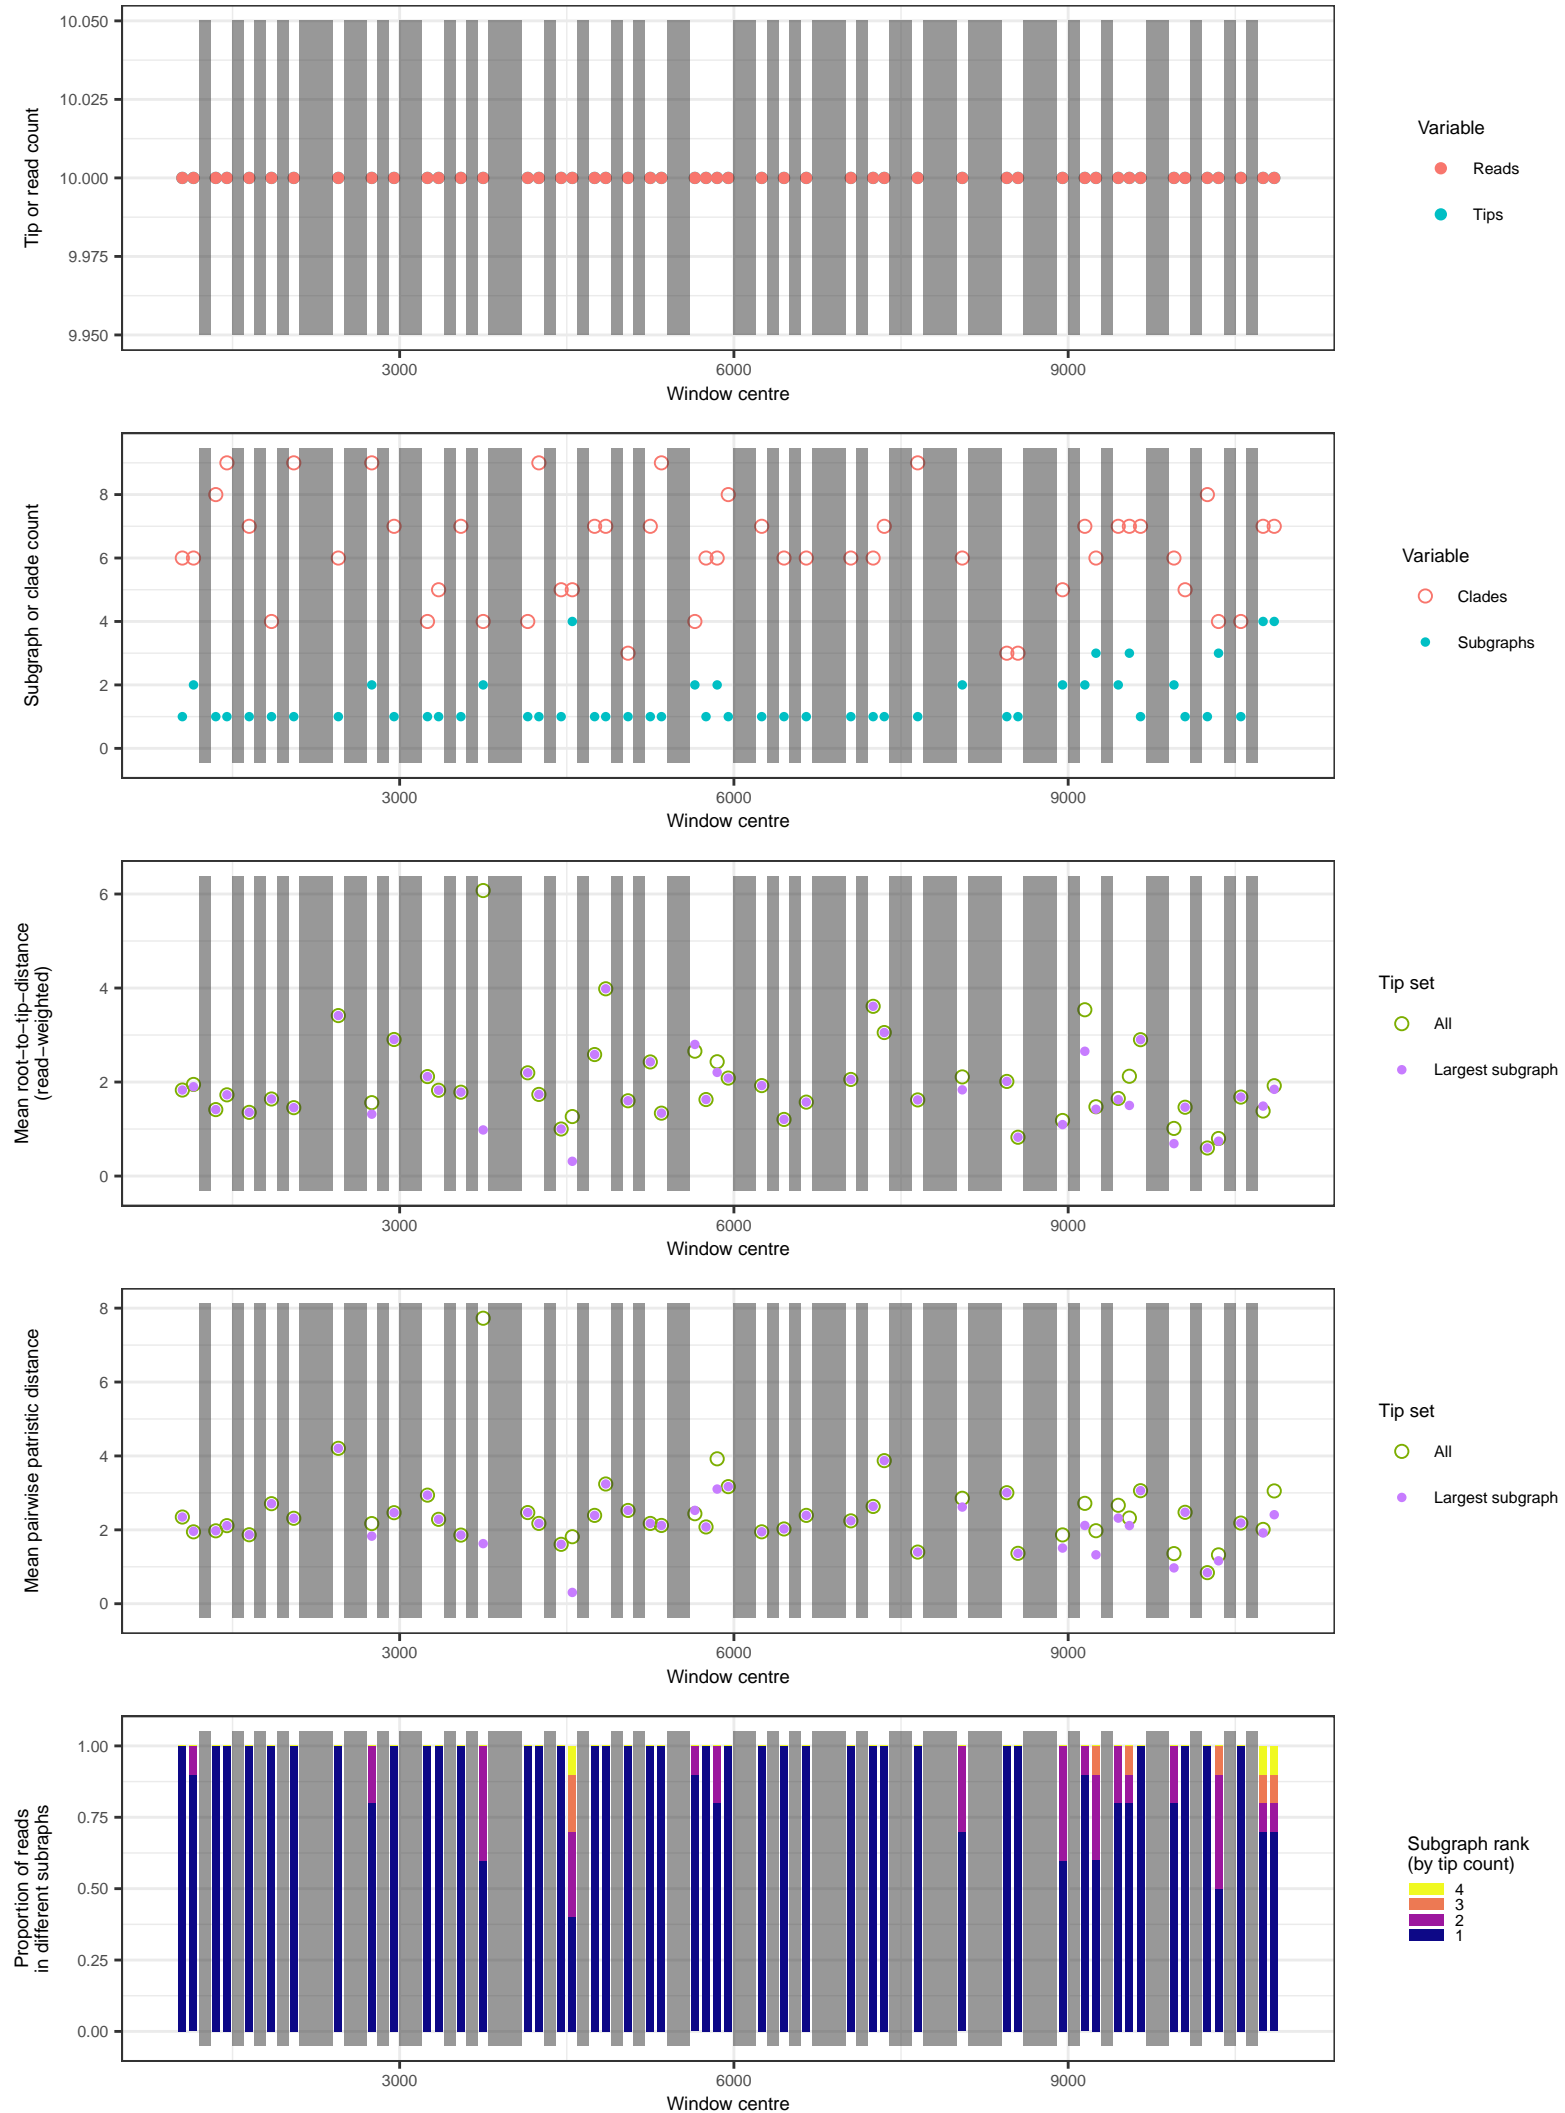 10.050
10.025
10.000
9.975
9.950
Tip or read count
3000 6000 9000
Window centre
Variable
Reads
Tips
8
6
4
2
0
Subgraph or clade count
3000 6000 9000
Window centre
Variable
Clades
Subgraphs
6
4
2
0
Mean root−to−tip−distance
(read−weighted)
3000 6000 9000
Window centre
Tip set
All
Largest subgraph
8
6
4
2
0
Mean pairwise patristic distance
3000 6000 9000
Window centre
Tip set
All
Largest subgraph
1.00
0.75
0.50
0.25
0.00
Proportion of reads
in different subraphs
3000 6000 9000
Window centre
Subgraph rank
(by tip count)
4
3
2
1